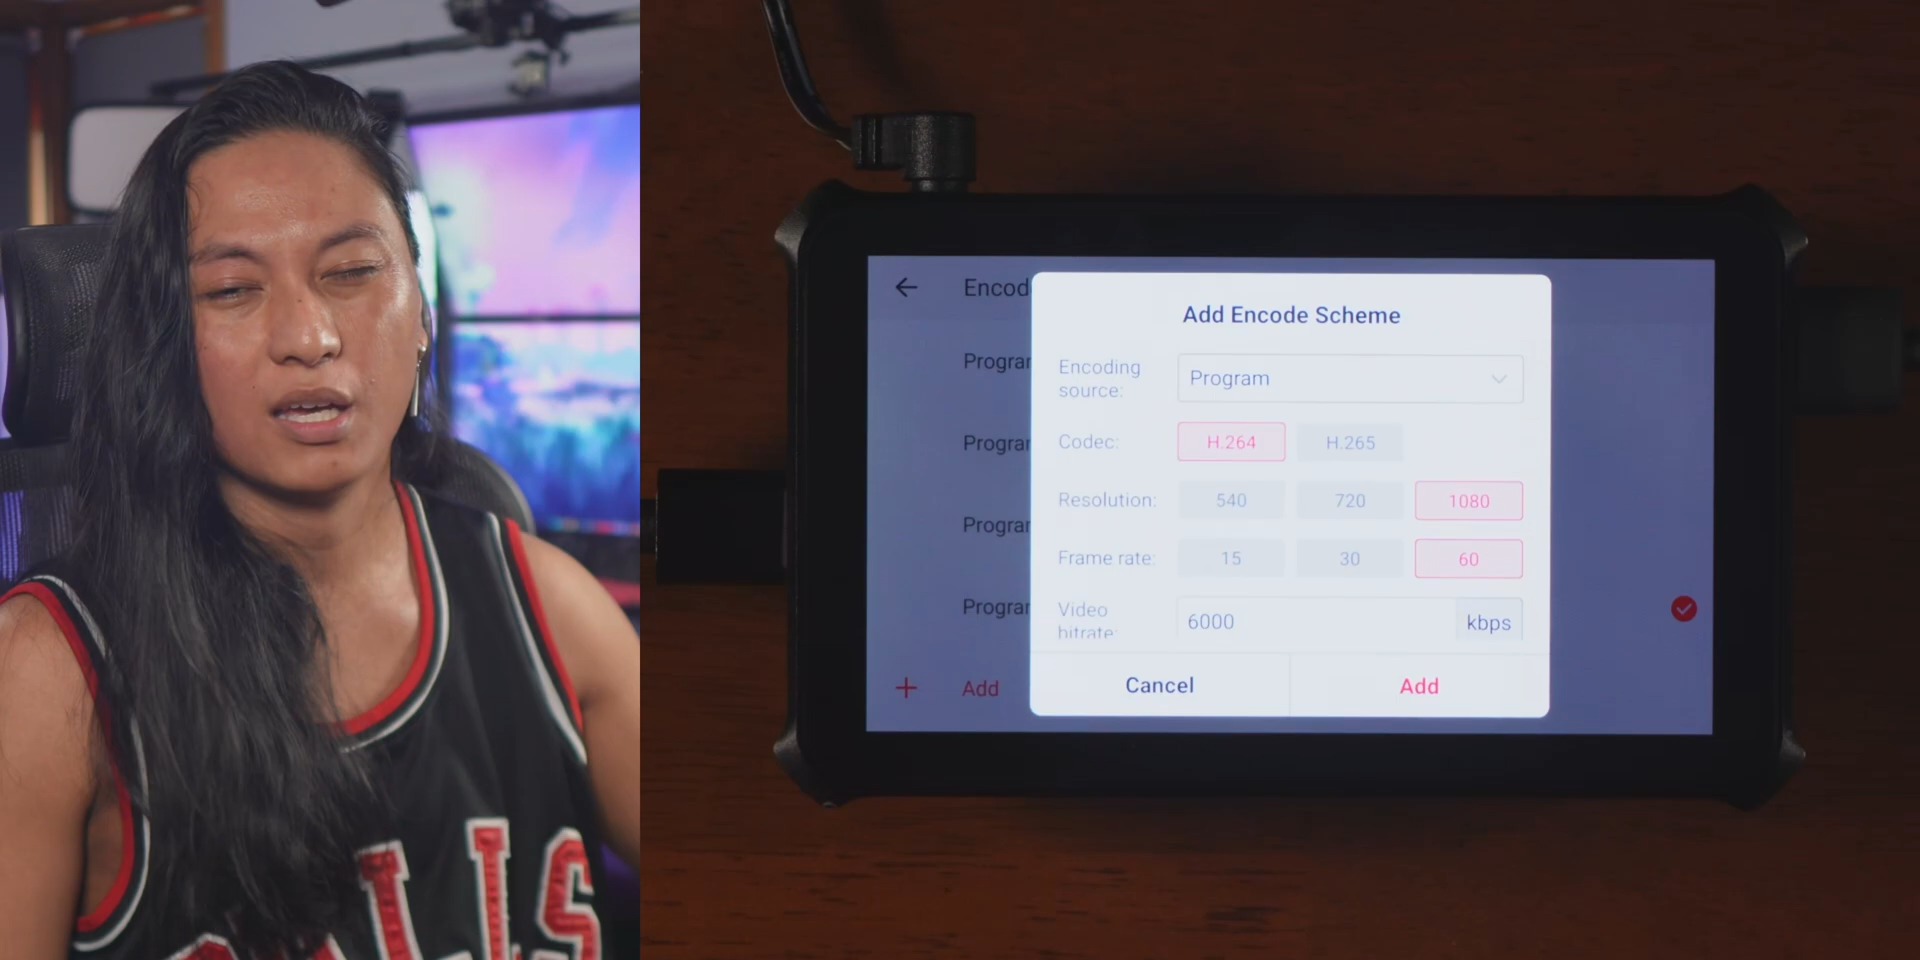 Encod
Add Encode Scheme
Progra
Encoding
source:
Program
Progra
Codec:
H.264
H.265
Resolution:
540
720
1080
Progra
Frame rate:
15
30
60
Progra
Video
bitrate:
6000
kbps
+ Add
Cancel
Add